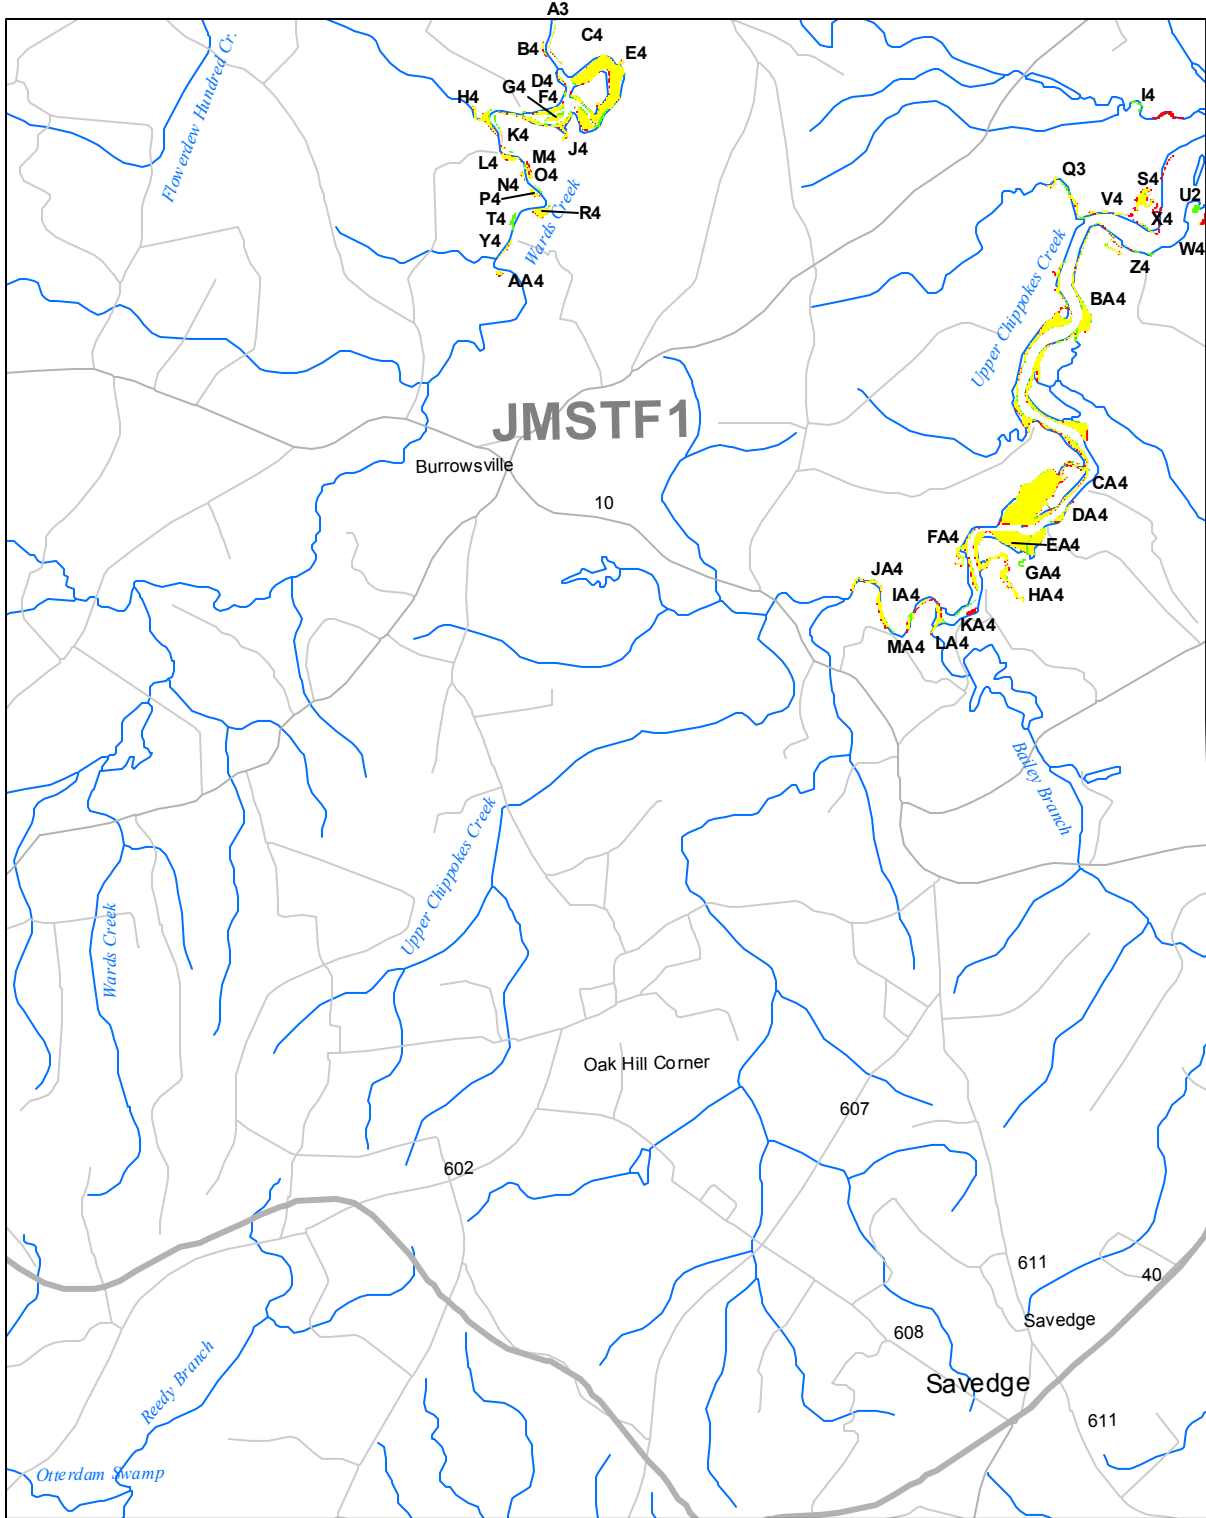 A3
C4
B4
E4
D4
G4
F4
H4
I4
K4
J4
L4
M4
O4
N4
P4
R4
T4
Y4
AA4
Flowerdew Hundred Cr.
Wards Creek
Q3
S4
V4
U2
X4
W4
Z4
BA4
Upper Chippokes Creek
JMSTF1
Burrowsville
10
CA4
DA4
FA4
EA4
GA4
JA4
IA4
HA4
KA4
MA4
LA4
Bailey Branch
Upper Chippokes Creek
Wards Creek
Oak Hill Corner
607
602
611
40
Savedge
608
Reedy Branch
Savedge
611
Otterdam Swamp